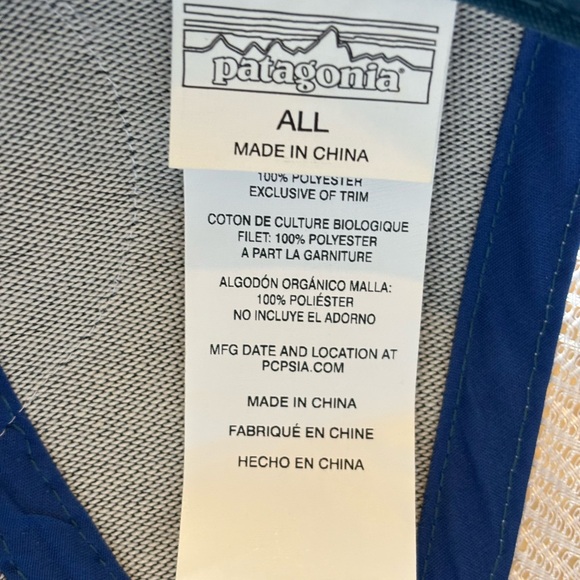 patagonia®
ALL
MADE IN CHINA
100% POLYESTER
EXCLUSIVE OF TRIM
COTON DE CULTURE BIOLOGIQUE
FILET: 100% POLYESTER
A PART LA GARNITURE
ALGODÓN ORGÁNICO MALLA:
100% POLIÉSTER
NO INCLUYE EL ADORNO
MFG DATE AND LOCATION AT
PCPSIA.COM
MADE IN CHINA
FABRIQUÉ EN CHINE
HECHO EN CHINA